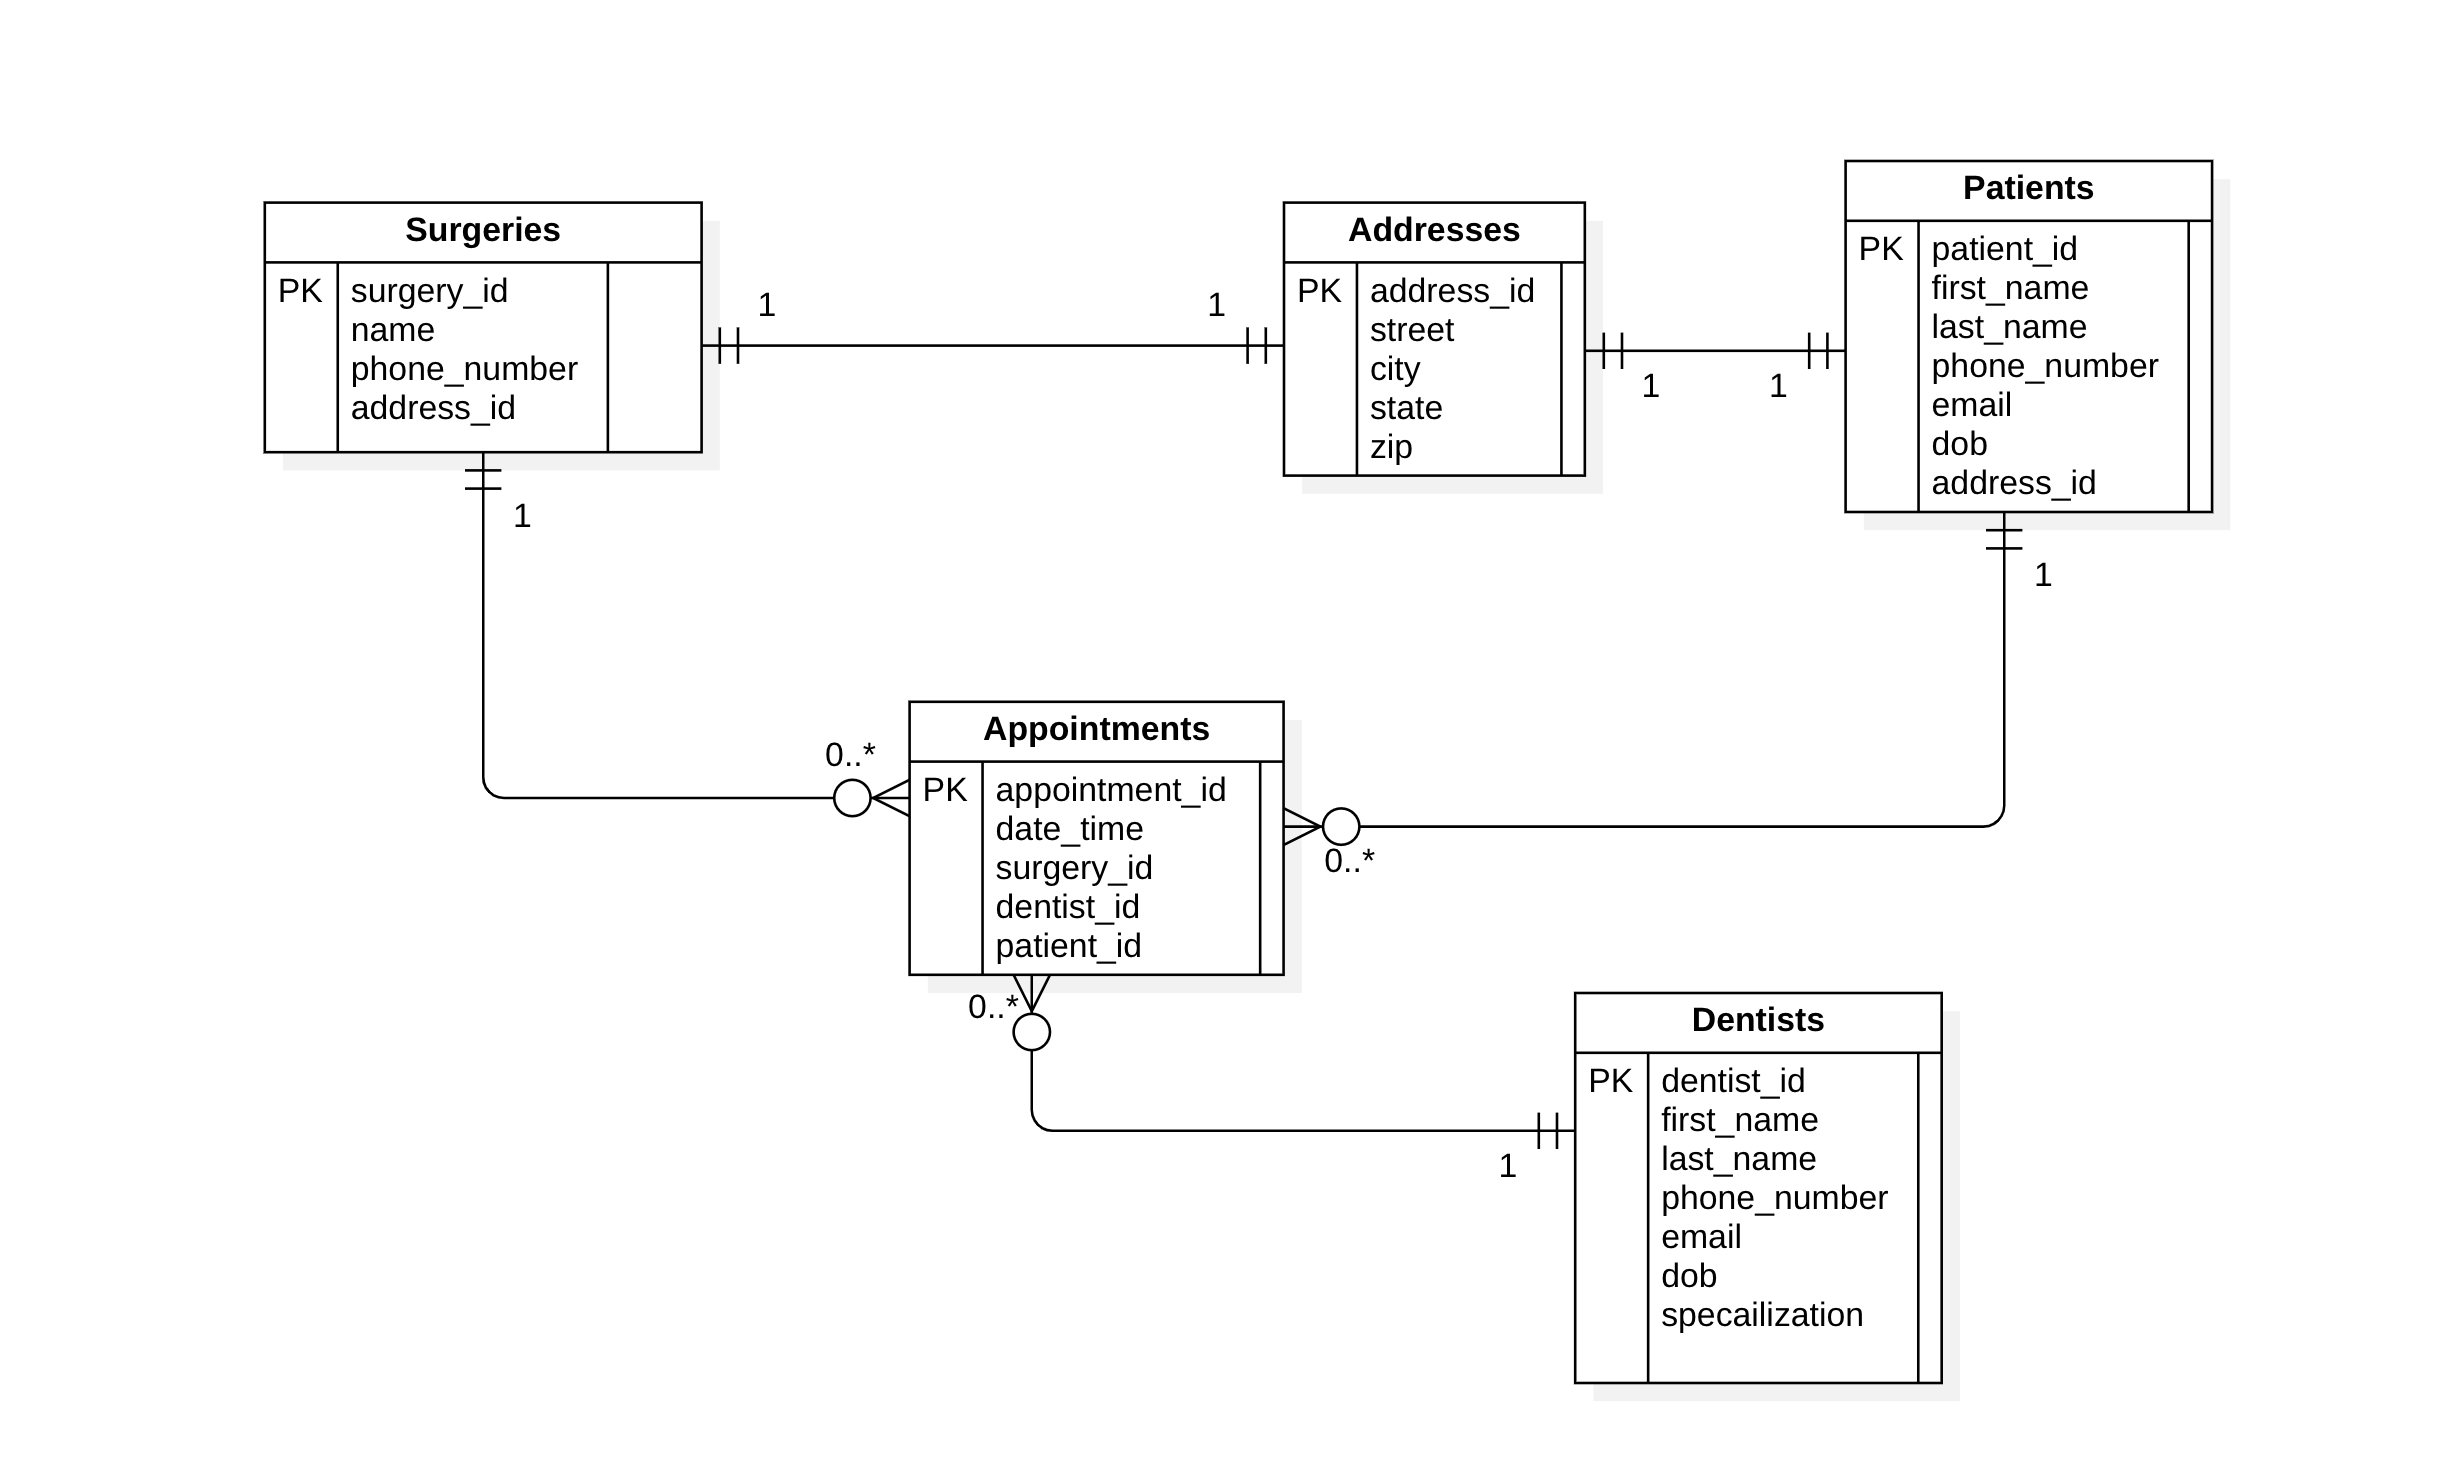 Surgeries
PK surgery_id
name
phone_number
address_id
1
1
1
Addresses
PK address_id
street
city
state
zip
1
1
Patients
PK patient_id
first_name
last_name
phone_number
email
dob
address_id
1
0..*
Appointments
PK appointment_id
date_time
surgery_id
dentist_id
patient_id
0..*
0..*
1
Dentists
PK dentist_id
first_name
last_name
phone_number
email
dob
specailization